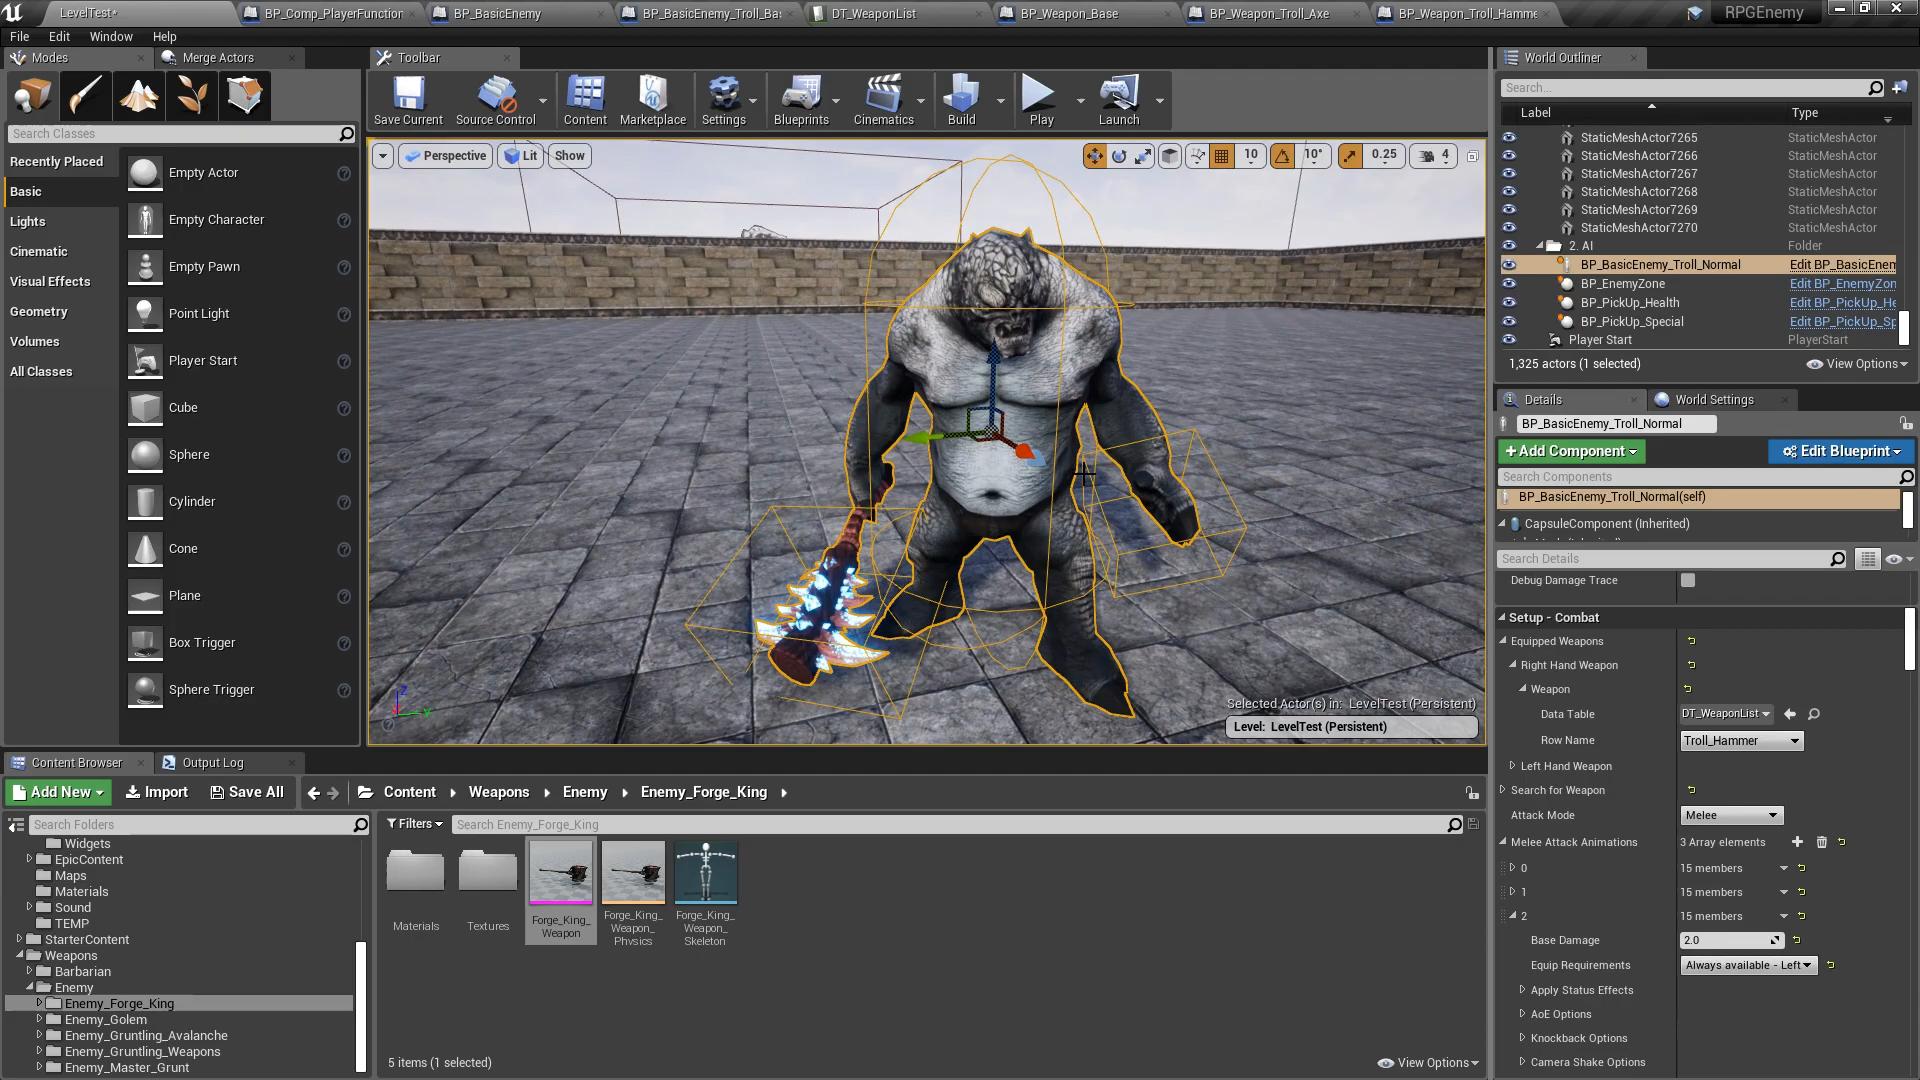 LevelTest*
BP_Comp_PlayerFunction
BP_BasicEnemy
BP_BasicEnemy_Troll_Ba
DT_WeaponList
BP_Weapon_Base
BP_Weapon_Troll_Axe
BP_Weapon_Troll_Hamme
RPGEnemy
File
Edit
Window
Help
Modes
Merge Actors
Toolbar
World Outliner
Save Current
Source Control
Content
Marketplace
Settings
Blueprints
Cinematics
Build
Play
Launch
Search...
Label
Type
Search Classes
Recently Placed
Basic
Lights
Cinematic
Visual Effects
Geometry
Volumes
All Classes
Empty Actor
Empty Character
Empty Pawn
Point Light
Player Start
Cube
Sphere
Cylinder
Cone
Plane
Box Trigger
Sphere Trigger
Perspective
Lit
Show
10
10°
0.25
4
StaticMeshActor7265 StaticMeshActor
StaticMeshActor7266 StaticMeshActor
StaticMeshActor7267 StaticMeshActor
StaticMeshActor7268 StaticMeshActor
StaticMeshActor7269 StaticMeshActor
StaticMeshActor7270 StaticMeshActor
2. AI Folder
BP_BasicEnemy_Troll_Normal Edit BP_BasicEnem
BP_EnemyZone Edit BP_EnemyZon
BP_PickUp_Health Edit BP_PickUp_He
BP_PickUp_Special Edit BP_PickUp_Sp
Player Start PlayerStart
1,325 actors (1 selected)
View Options
Details
World Settings
BP_BasicEnemy_Troll_Normal
+Add Component
Edit Blueprint
Search Components
BP_BasicEnemy_Troll_Normal(self)
CapsuleComponent (Inherited)
Search Details
Debug Damage Trace
Setup - Combat
Equipped Weapons
Right Hand Weapon
Weapon
Data Table DT_WeaponList
Row Name Troll_Hammer
Left Hand Weapon
Search for Weapon
Attack Mode Melee
Melee Attack Animations 3 Array elements
0 15 members
1 15 members
2 15 members
Base Damage 2.0
Equip Requirements Always available - Left
Apply Status Effects
AoE Options
Knockback Options
Camera Shake Options
Z
Y
Selected Actor(s) in: LevelTest (Persistent)
Level: LevelTest (Persistent)
Content Browser
Output Log
Add New
Import
Save All
Content
Weapons
Enemy
Enemy_Forge_King
Search Folders
Filters
Search Enemy_Forge_King
Widgets
EpicContent
Maps
Materials
Sound
TEMP
StarterContent
Weapons
Barbarian
Enemy
Enemy_Forge_King
Enemy_Golem
Enemy_Gruntling_Avalanche
Enemy_Gruntling_Weapons
Enemy_Master_Grunt
Materials
Textures
Forge_King_
Weapon
Forge_King_
Weapon_
Physics
Forge_King_
Weapon_
Skeleton
5 items (1 selected)
View Options